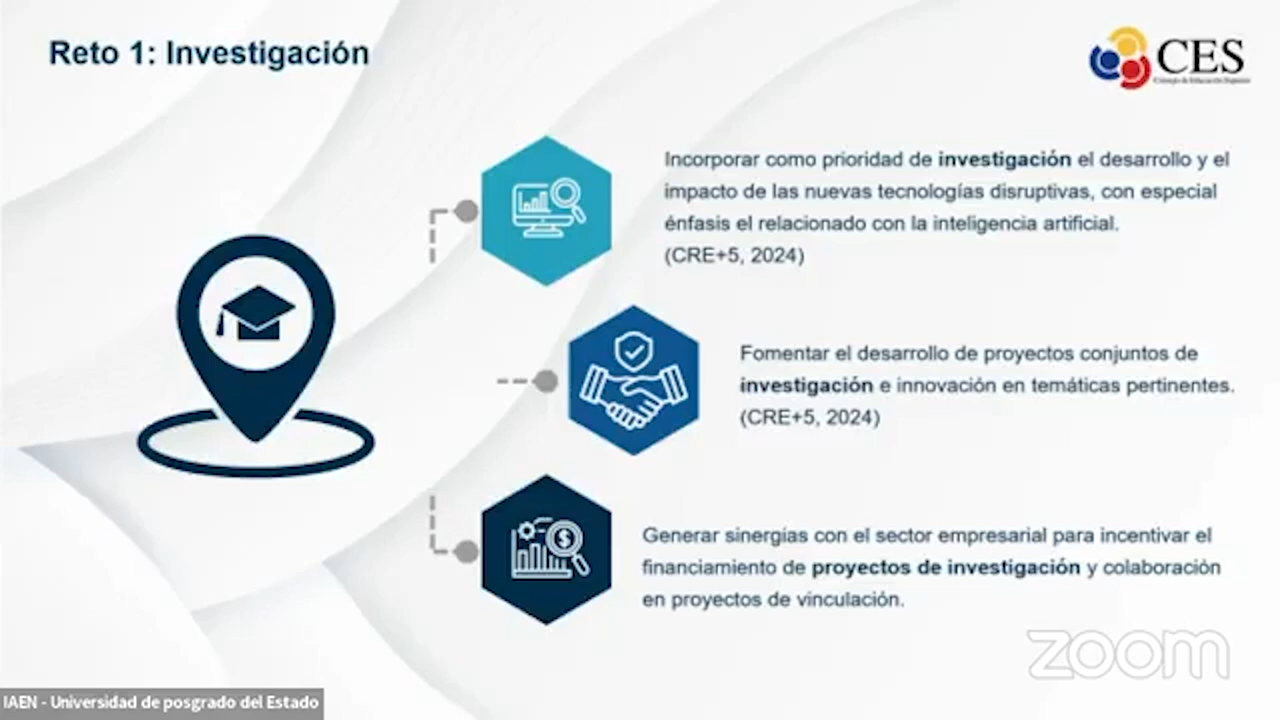 Reto 1: Investigación
CES
Consejo de Educación Superior
Incorporar como prioridad de investigación el desarrollo y el
impacto de las nuevas tecnologías disruptivas, con especial
énfasis el relacionado con la inteligencia artificial.
(CRE+5, 2024)
Fomentar el desarrollo de proyectos conjuntos de
investigación e innovación en temáticas pertinentes.
(CRE+5, 2024)
$
Generar sinergías con el sector empresarial para incentivar el
financiamiento de proyectos de investigación y colaboración
en proyectos de vinculación.
zoom
IAEN - Universidad de posgrado del Estado